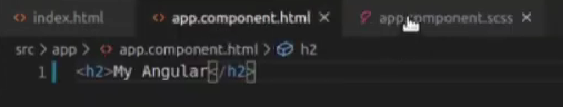 index.html app.component.html app.component.scss
src > app > app.component.html > h2
1 <h2>My Angular</h2>